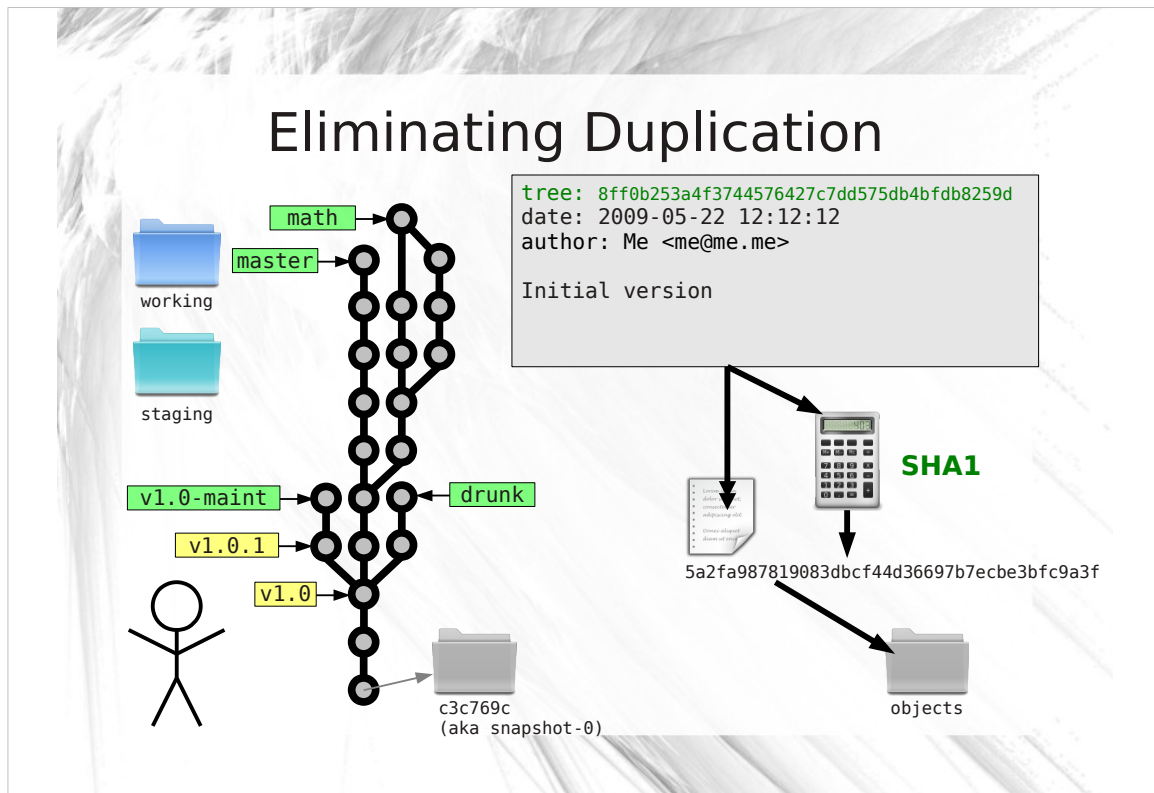 Eliminating Duplication
tree: 8ff0b253a4f3744576427c7dd575db4bfdb8259d
date: 2009-05-22 12:12:12
author: Me <me@me.me>
Initial version
math
master
working
staging
v1.0-maint
drunk
v1.0.1
v1.0
SHA1
5a2fa987819083dbcf44d36697b7ecbe3bfc9a3f
c3c769c
(aka snapshot-0)
objects